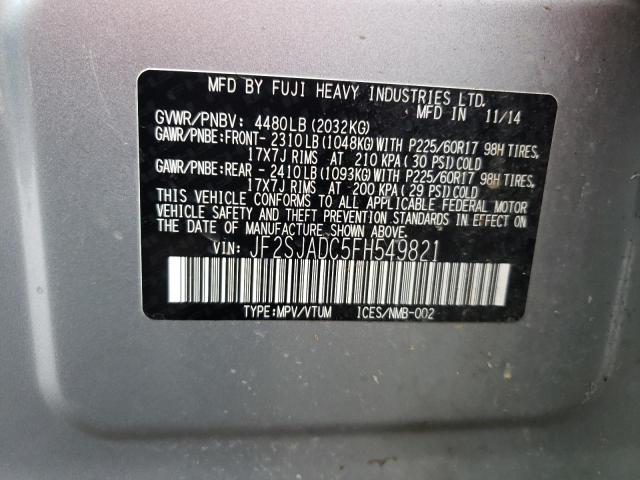 MFD BY FUJI HEAVY INDUSTRIES LTD.
MFD IN 11/14
GVWR/PNBV: 4480LB (2032KG)
GAWR/PNBE:FRONT- 2310LB (1048KG) WITH P225/60R17 98H TIRES,
17X7J RIMS AT 210 KPA (30 PSI) COLD
GAWR/PNBE:REAR - 2410LB (1093KG) WITH P225/60R17 98H TIRES,
17X7J RIMS AT 200 KPA (29 PSI) COLD
THIS VEHICLE CONFORMS TO ALL APPLICABLE FEDERAL MOTOR
VEHICLE SAFETY AND THEFT PREVENTION STANDARDS IN EFFECT ON
THE DATE OF MANUFACTURE SHOWN ABOVE.
VIN: JF2SJADC5FH549821
TYPE:MPV/VTUM ICES/NMB-002